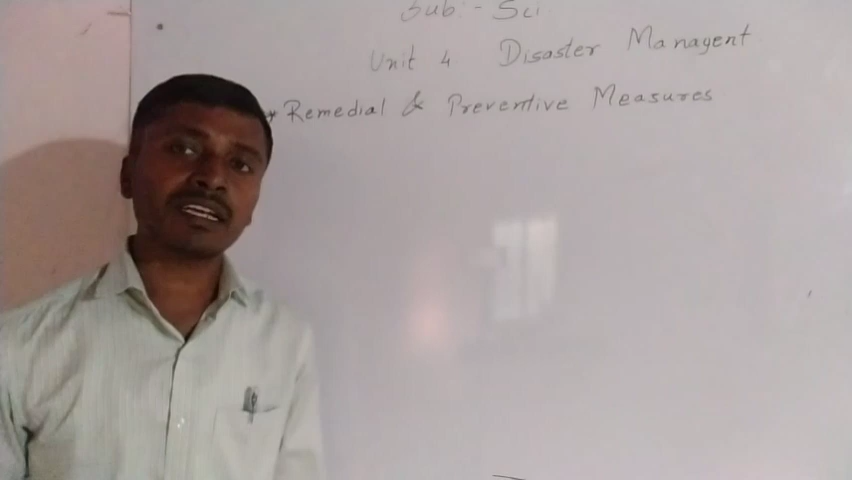 Sub:- Sci
Unit 4. Disaster Managent
* Remedial & Preventive Measures